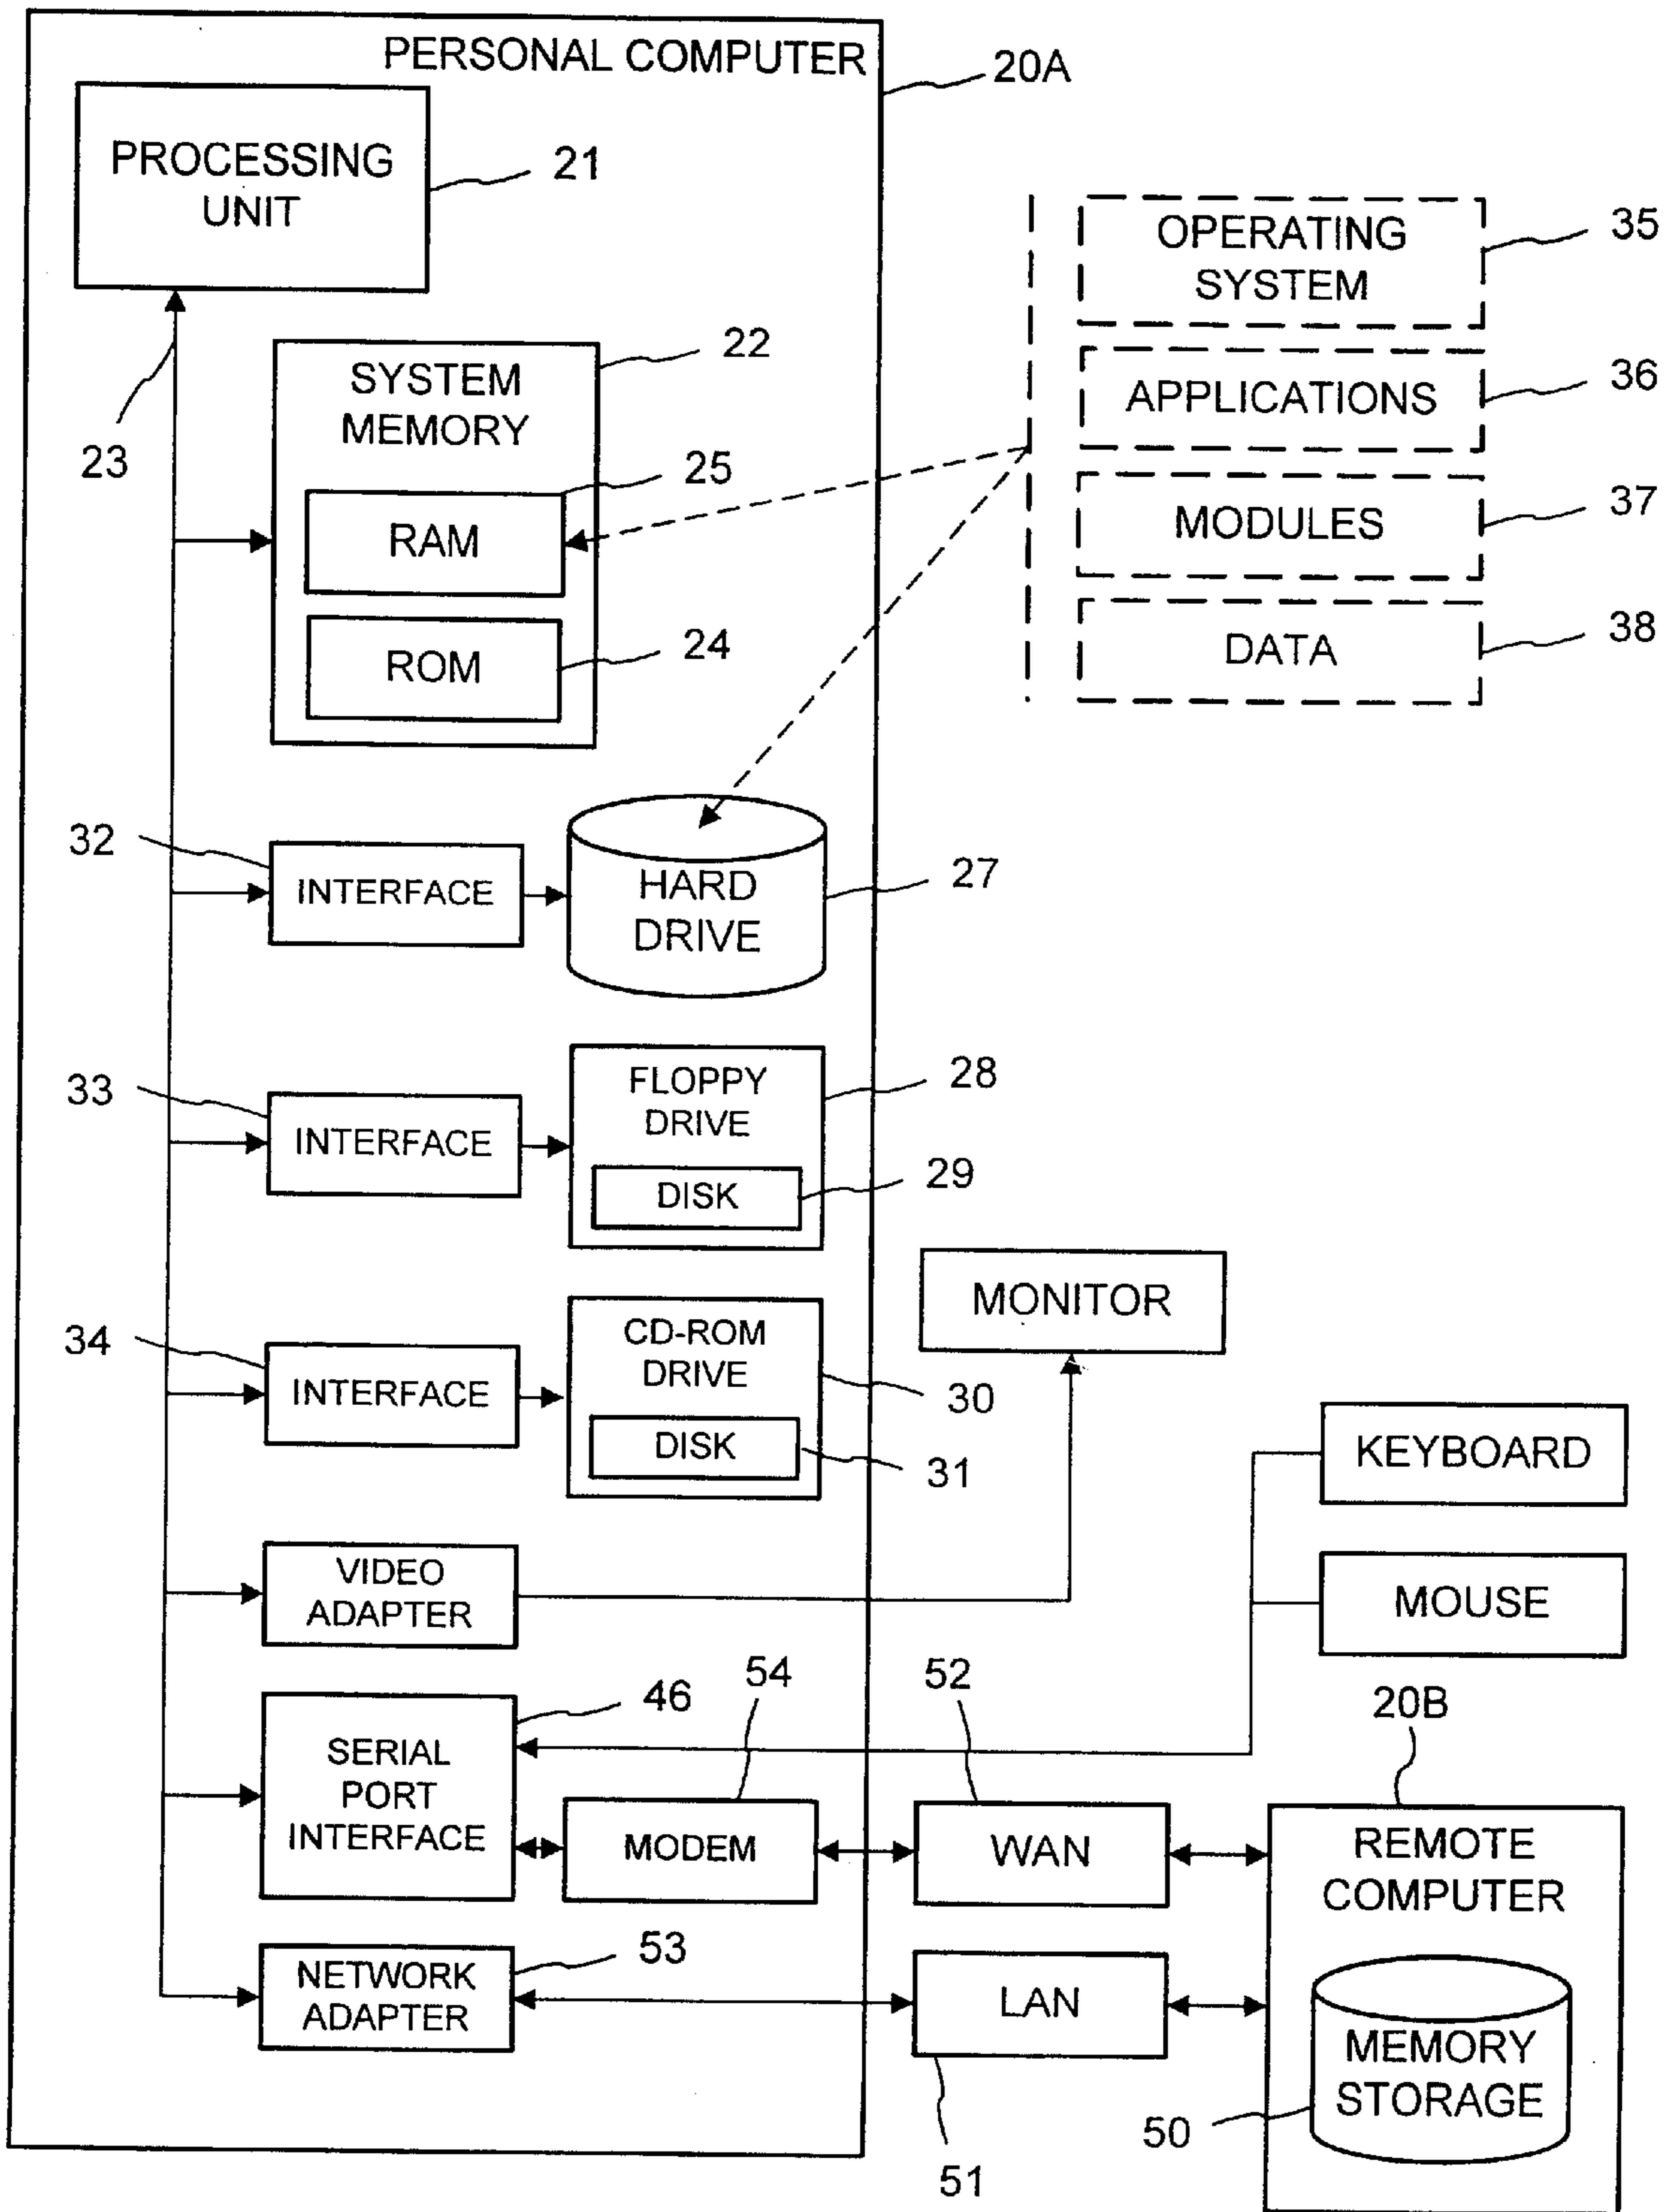 PERSONAL COMPUTER
20A
PROCESSING
UNIT
21
23
SYSTEM
MEMORY
22
RAM
25
ROM
24
OPERATING
SYSTEM
35
APPLICATIONS
36
MODULES
37
DATA
38
32
INTERFACE
HARD
DRIVE
27
33
INTERFACE
FLOPPY
DRIVE
28
DISK
29
34
INTERFACE
CD-ROM
DRIVE
30
DISK
31
MONITOR
KEYBOARD
MOUSE
VIDEO
ADAPTER
46
SERIAL
PORT
INTERFACE
54
MODEM
52
WAN
20B
REMOTE
COMPUTER
53
NETWORK
ADAPTER
LAN
51
MEMORY
STORAGE
50